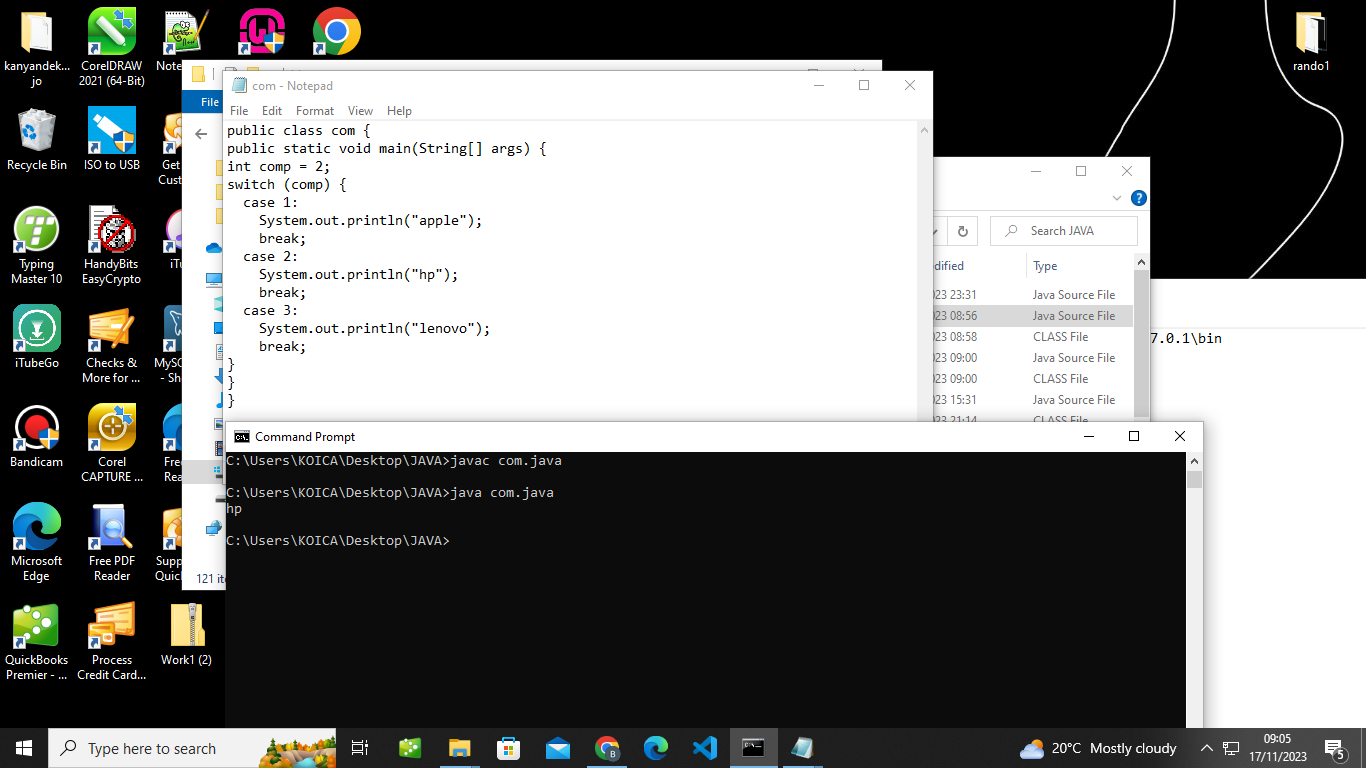 kanyandek...
jo
CorelDRAW
2021 (64-Bit)
Note
rando1
Recycle Bin
ISO to USB
Get
Cust
Typing
Master 10
HandyBits
EasyCrypto
iTu
iTubeGo
Checks &
More for ...
MySQ
- Sh
Bandicam
Corel
CAPTURE ...
Free
Rea
Microsoft
Edge
Free PDF
Reader
Supp
Quic
QuickBooks
Premier - ...
Process
Credit Card...
Work1 (2)
File
121 ite
com - Notepad
File Edit Format View Help
public class com {
public static void main(String[] args) {
int comp = 2;
switch (comp) {
  case 1:
    System.out.println("apple");
    break;
  case 2:
    System.out.println("hp");
    break;
  case 3:
    System.out.println("lenovo");
    break;
}
}
}
Search JAVA
dified Type
023 23:31 Java Source File
023 08:56 Java Source File
023 08:58 CLASS File
023 09:00 Java Source File
023 09:00 CLASS File
023 15:31 Java Source File
023 21:14 CLASS File
7.0.1\bin
Command Prompt
C:\Users\KOICA\Desktop\JAVA>javac com.java
C:\Users\KOICA\Desktop\JAVA>java com.java
hp
C:\Users\KOICA\Desktop\JAVA>
Type here to search
20°C Mostly cloudy
09:05
17/11/2023
5